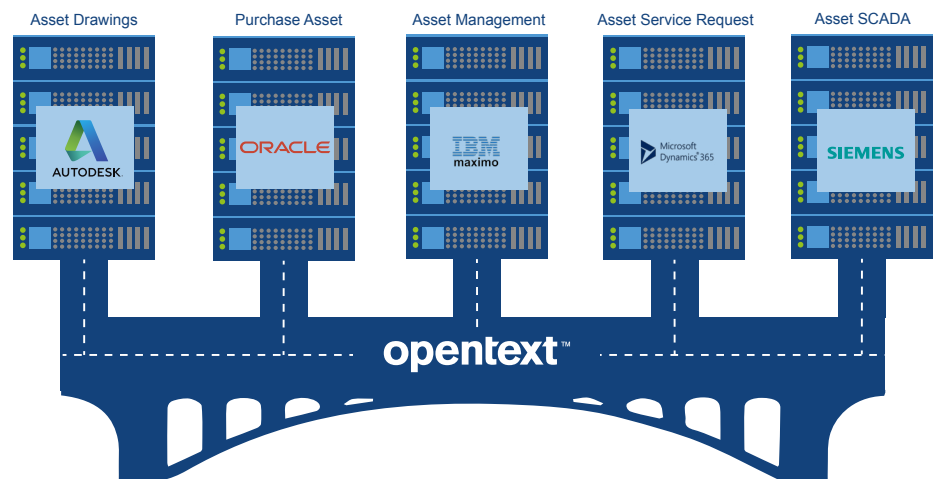 Asset Drawings
Purchase Asset
Asset Management
Asset Service Request
Asset SCADA
AUTODESK.
ORACLE
IBM
maximo
Microsoft
Dynamics 365
SIEMENS
opentext™